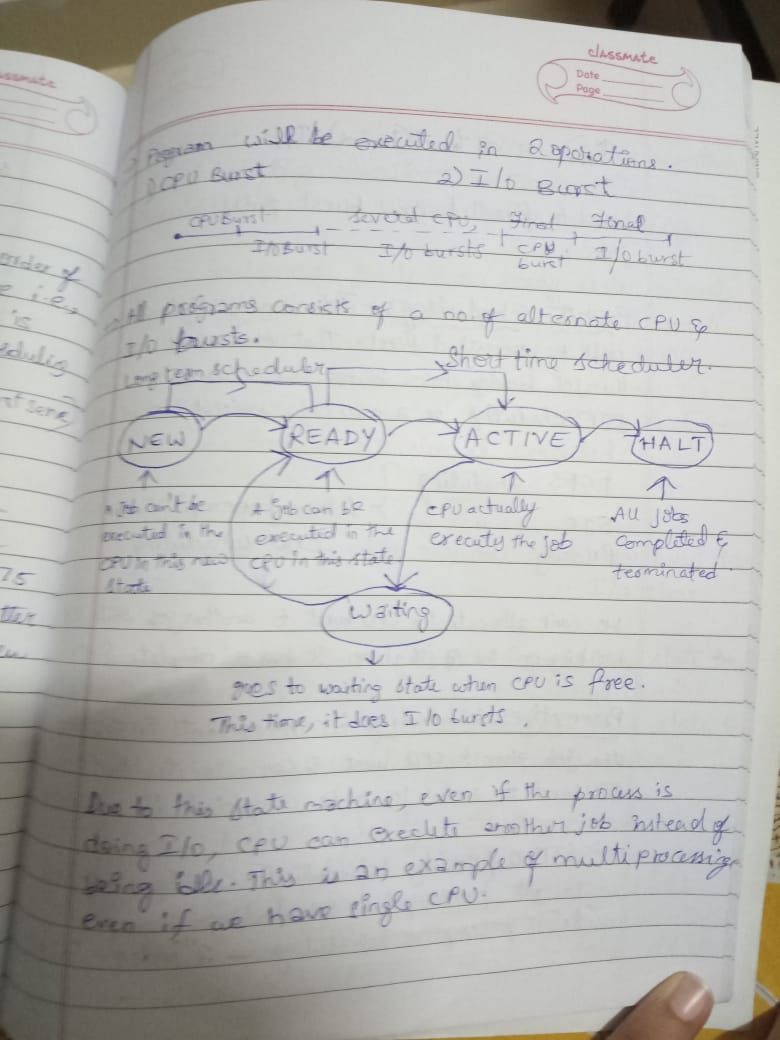 classmate
Date
Page
Program will be executed in 2 operations.
1) CPU Burst 2) I/O Burst
CPU Burst Several CPU, Final Final
I/O Burst I/O bursts CPU burst I/O burst
All programs consists of a no. of alternate CPU &
I/O bursts.
Long term scheduler Short time scheduler.
NEW READY ACTIVE HALT
A job can't be
executed in the
CPU in this new
state
A job can be
executed in the
CPU in this state
CPU actually
executy the job
All jobs
completed &
terminated
Waiting
goes to waiting state when CPU is free.
This time, it does I/O bursts.
Due to this state machine, even if the process is
doing I/O, CPU can execute another job instead of
being idle. This is an example of multiprocessing
even if we have single CPU.
assmate
order of
e i.e.,
is
75